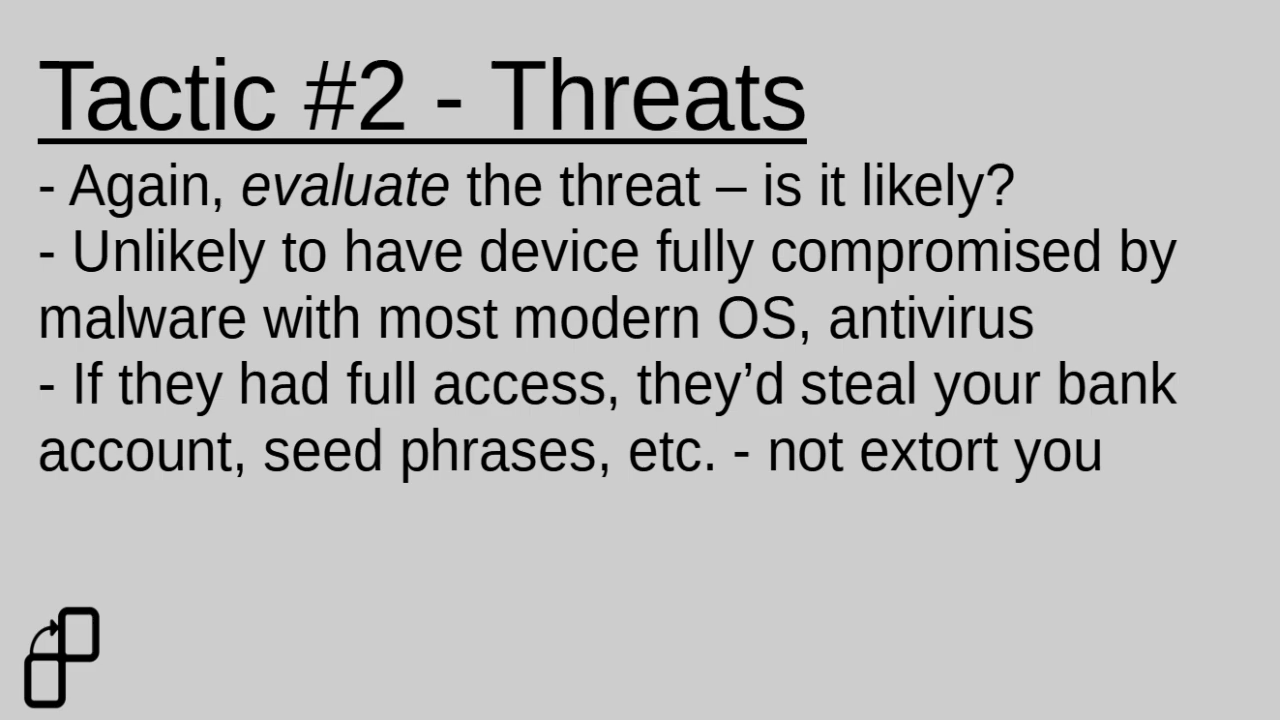 Tactic #2 - Threats
- Again, evaluate the threat – is it likely?
- Unlikely to have device fully compromised by
malware with most modern OS, antivirus
- If they had full access, they’d steal your bank
account, seed phrases, etc. - not extort you